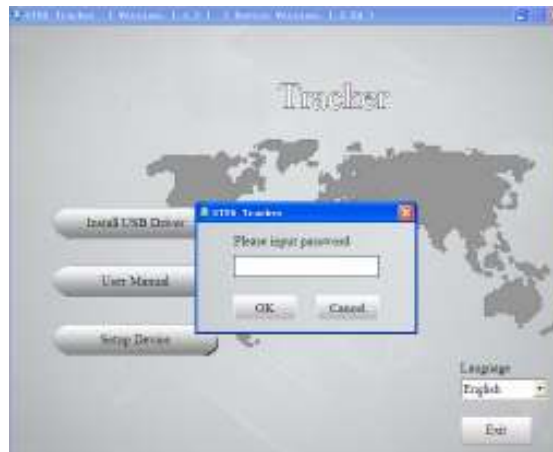 Tracker
Install USB Driver
Tracker
Please input password
User Manual
OK
Cancel
Setup Device
Language
English
Exit